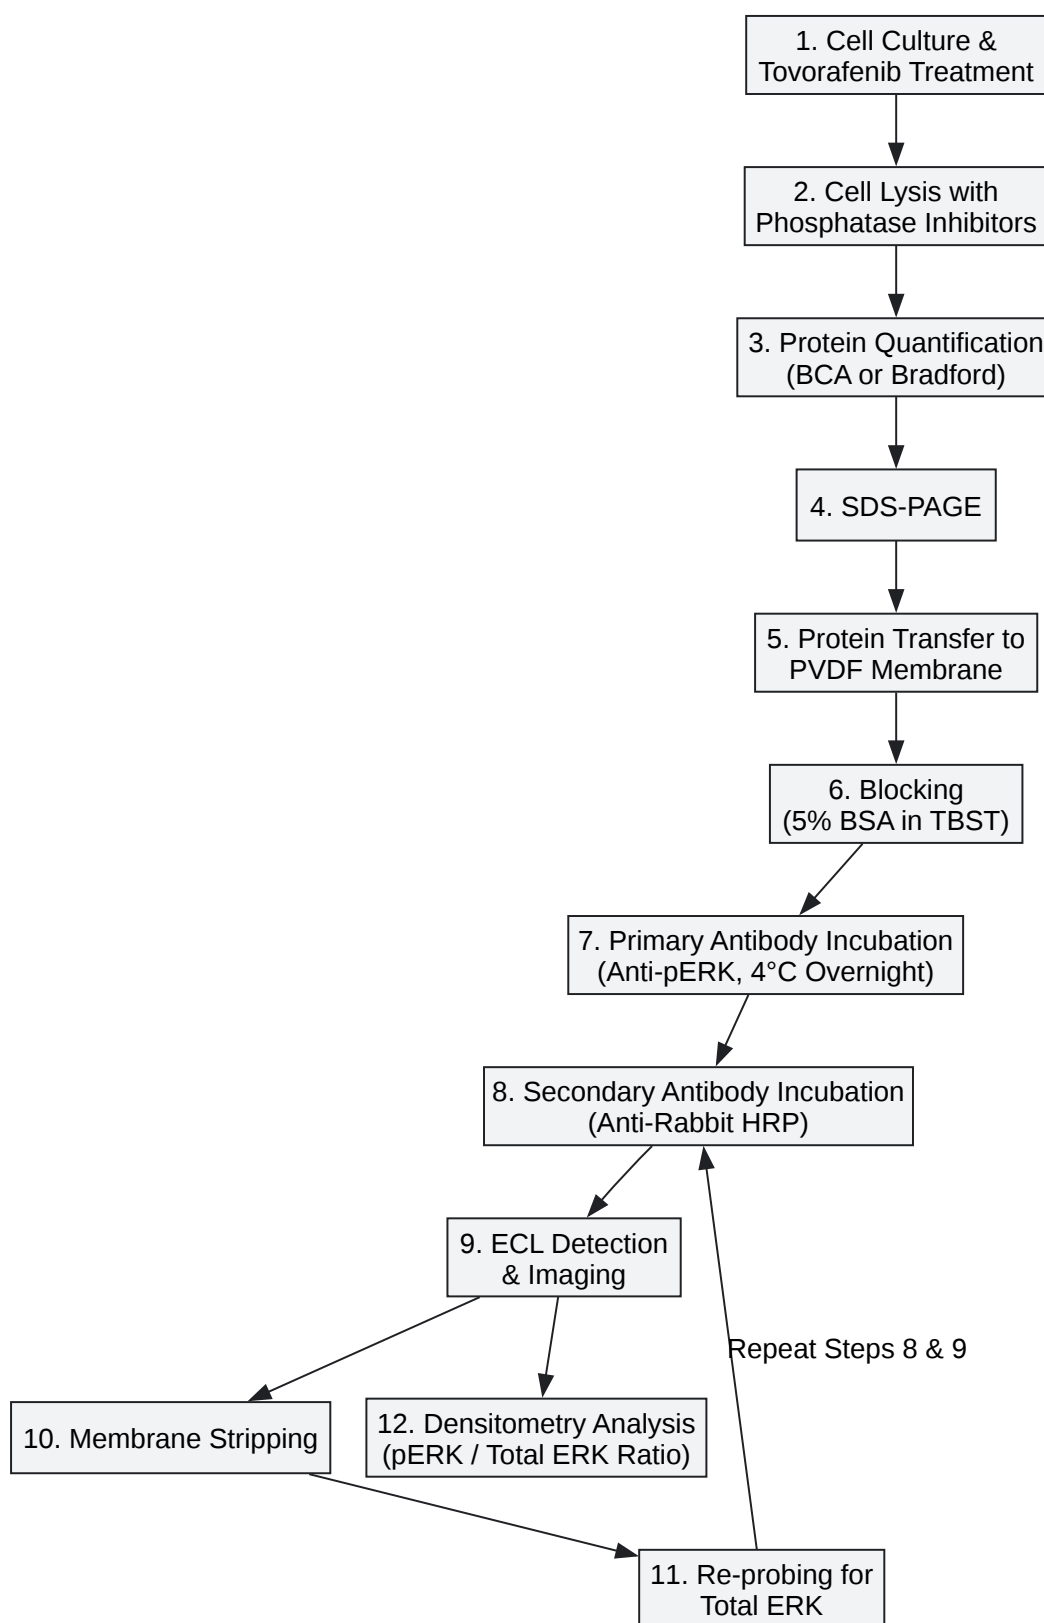 1. Cell Culture &
Tovorafenib Treatment
2. Cell Lysis with
Phosphatase Inhibitors
3. Protein Quantification
(BCA or Bradford)
4. SDS-PAGE
5. Protein Transfer to
PVDF Membrane
6. Blocking
(5% BSA in TBST)
7. Primary Antibody Incubation
(Anti-pERK, 4°C Overnight)
8. Secondary Antibody Incubation
(Anti-Rabbit HRP)
9. ECL Detection
& Imaging
Repeat Steps 8 & 9
10. Membrane Stripping
12. Densitometry Analysis
(pERK / Total ERK Ratio)
11. Re-probing for
Total ERK